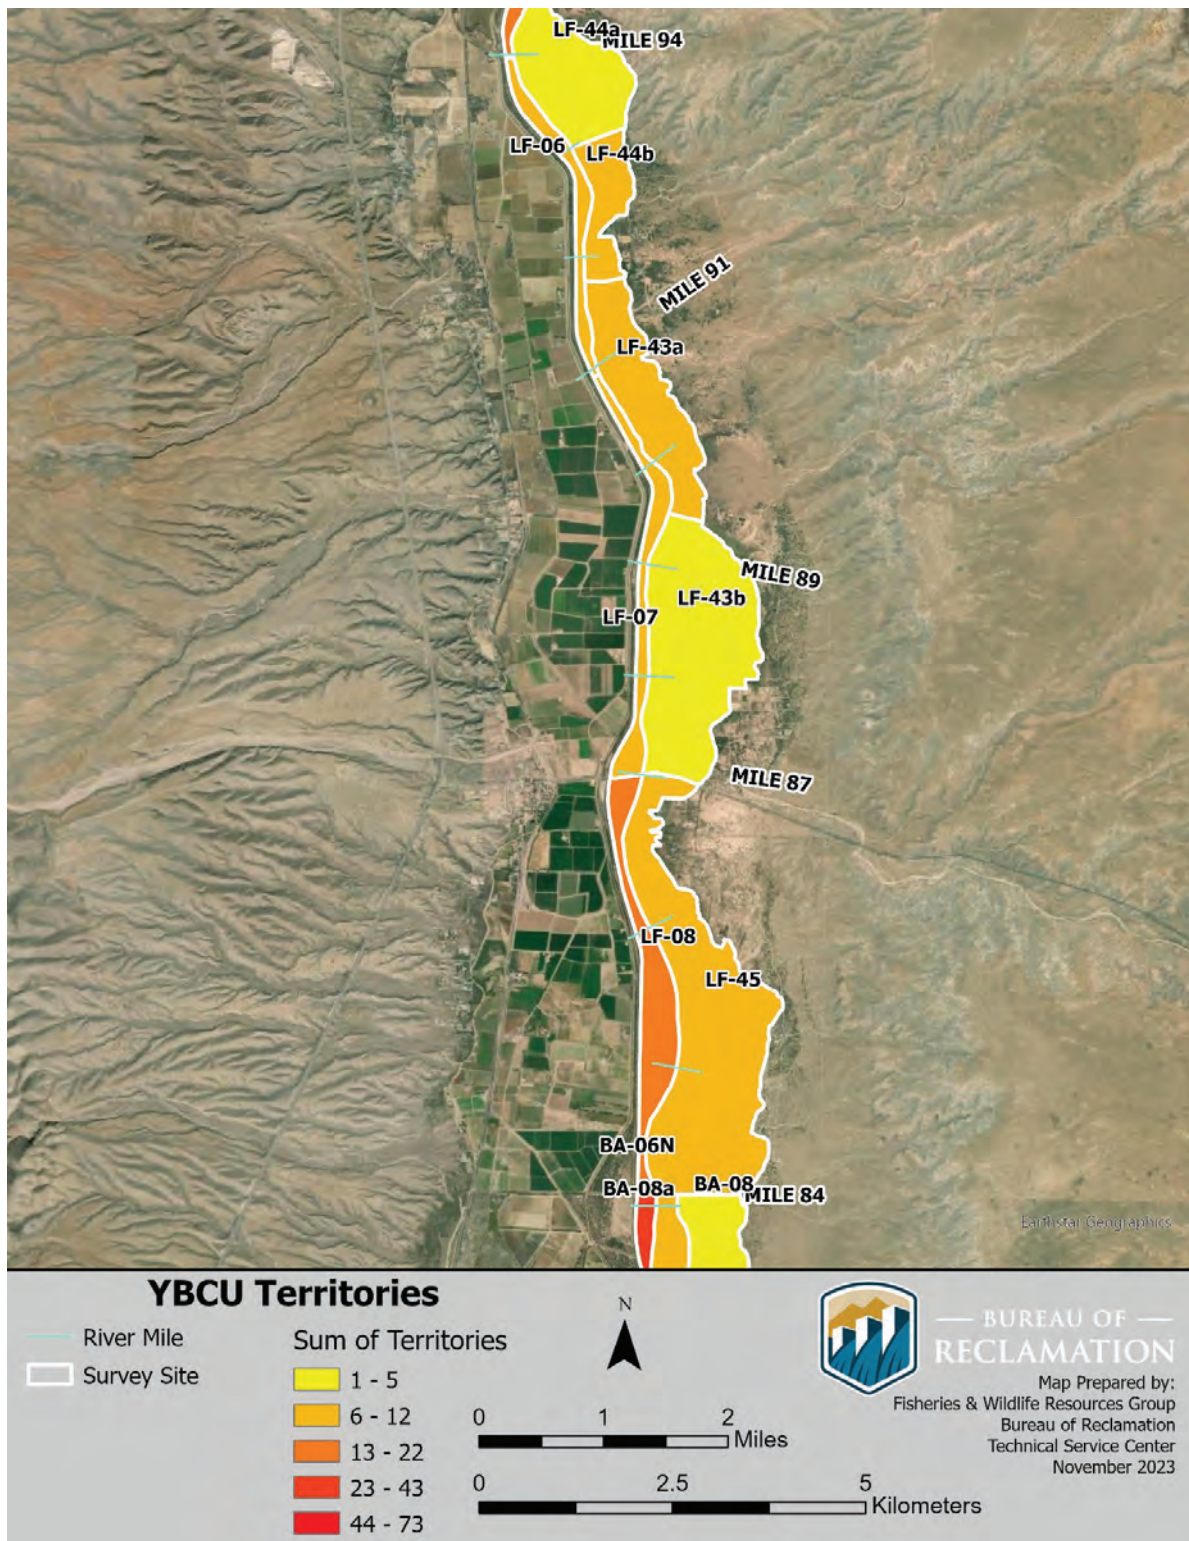 LF-44a
MILE 94
LF-06
LF-44b
MILE 91
LF-43a
MILE 89
LF-43b
LF-07
MILE 87
LF-08
LF-45
BA-06N
BA-08a
BA-08
MILE 84
Earthstar Geographics
YBCU Territories
River Mile
Survey Site
Sum of Territories
1 - 5
6 - 12
13 - 22
23 - 43
44 - 73
N
0 1 2
Miles
0 2.5 5
Kilometers
BUREAU OF
RECLAMATION
Map Prepared by:
Fisheries & Wildlife Resources Group
Bureau of Reclamation
Technical Service Center
November 2023